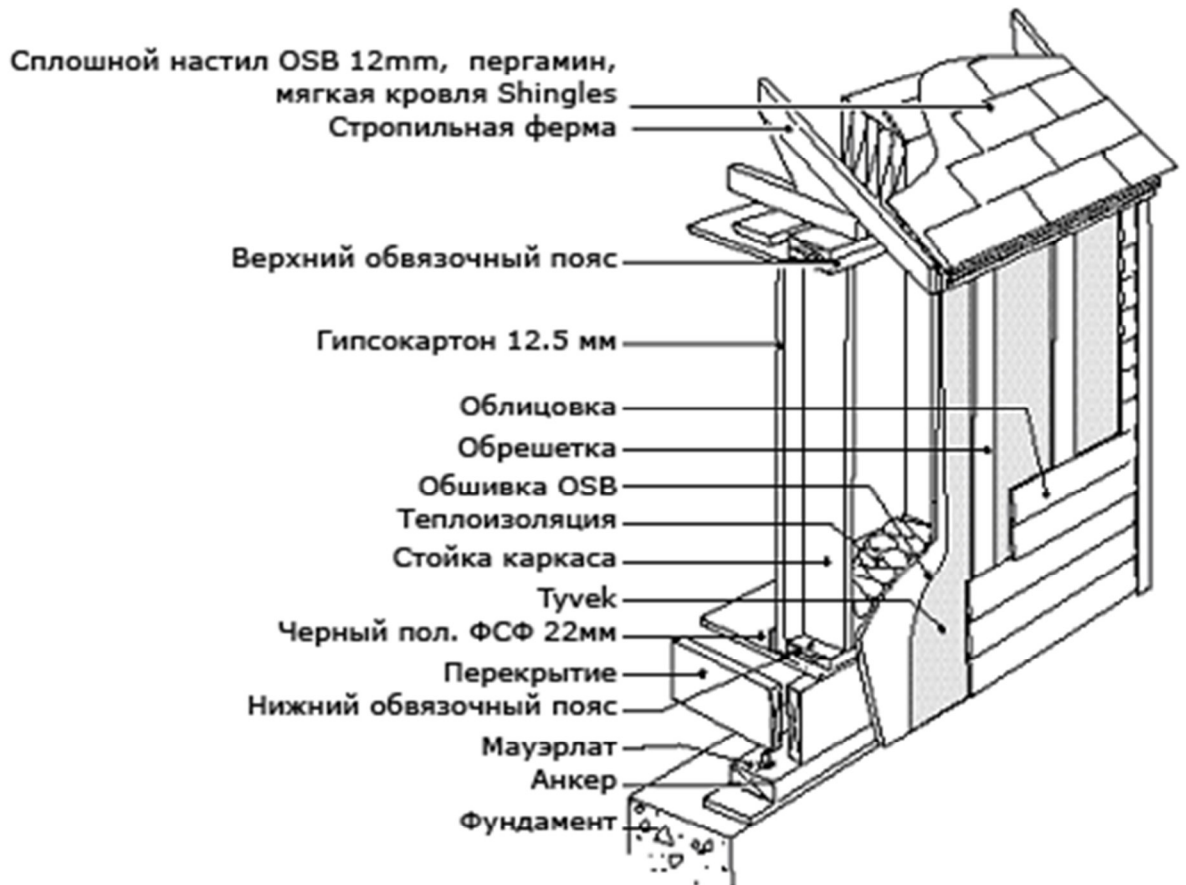 Сплошной настил OSB 12mm, пергамин,
мягкая кровля Shingles
Стропильная ферма
Верхний обвязочный пояс
Гипсокартон 12.5 мм
Облицовка
Обрешетка
Обшивка OSB
Теплоизоляция
Стойка каркаса
Tyvek
Черный пол. ФСФ 22мм
Перекрытие
Нижний обвязочный пояс
Мауэрлат
Анкер
Фундамент